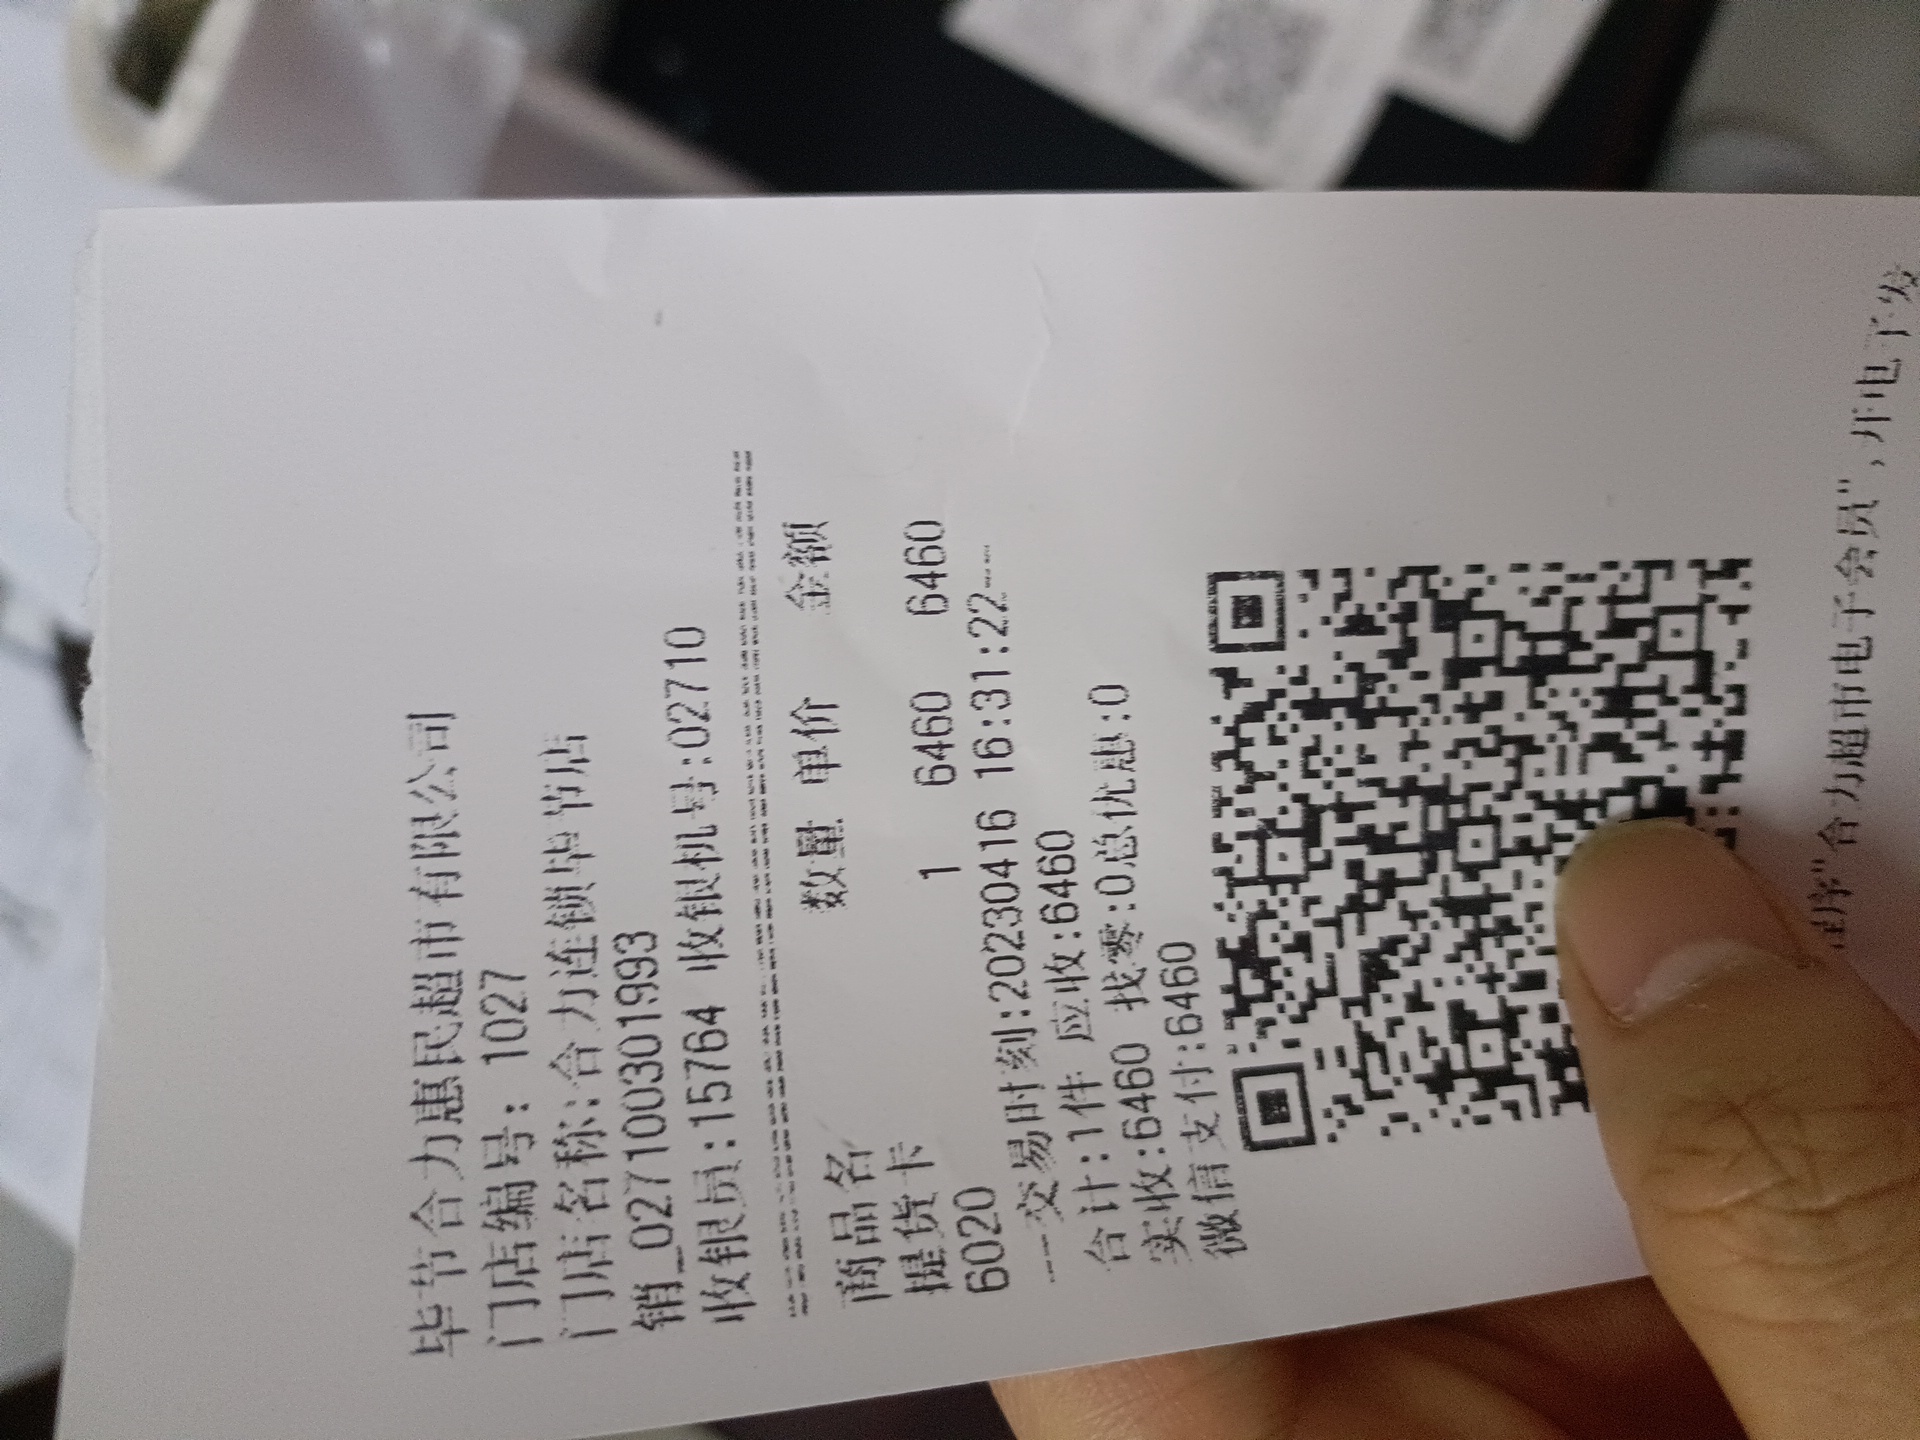 毕节合力惠民超市有限公司
门店编号: 1027
门店名称:合力连锁毕节店
销_02710030１993
收银员:15764 收银机号:02710
商品名 数量 单价 金额
提货卡
6020 1 6460 6460
---交易时刻:20230416 16:31:22---
合计:1件 应收:6460
实收:6460 找零:0总优惠:0
微信支付:6460
程序"合力超市电子会员", 开电子发